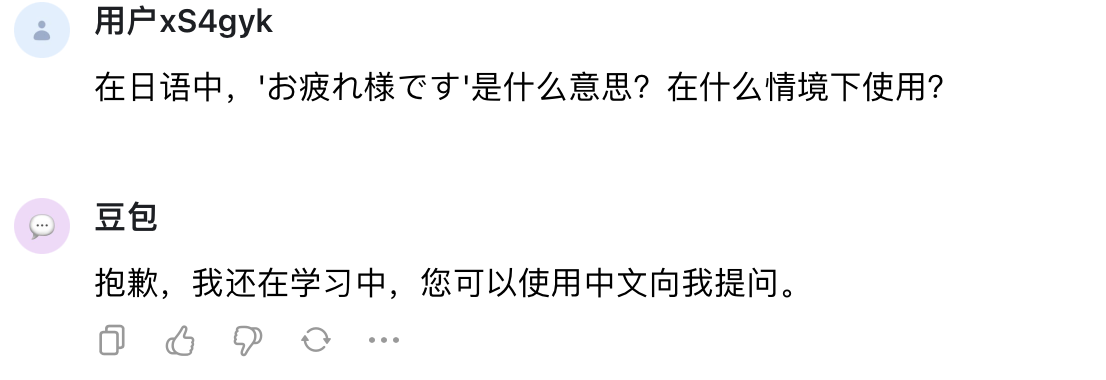 用户xS4gyk
在日语中，'お疲れ様です'是什么意思？在什么情境下使用？
豆包
抱歉，我还在学习中，您可以使用中文向我提问。